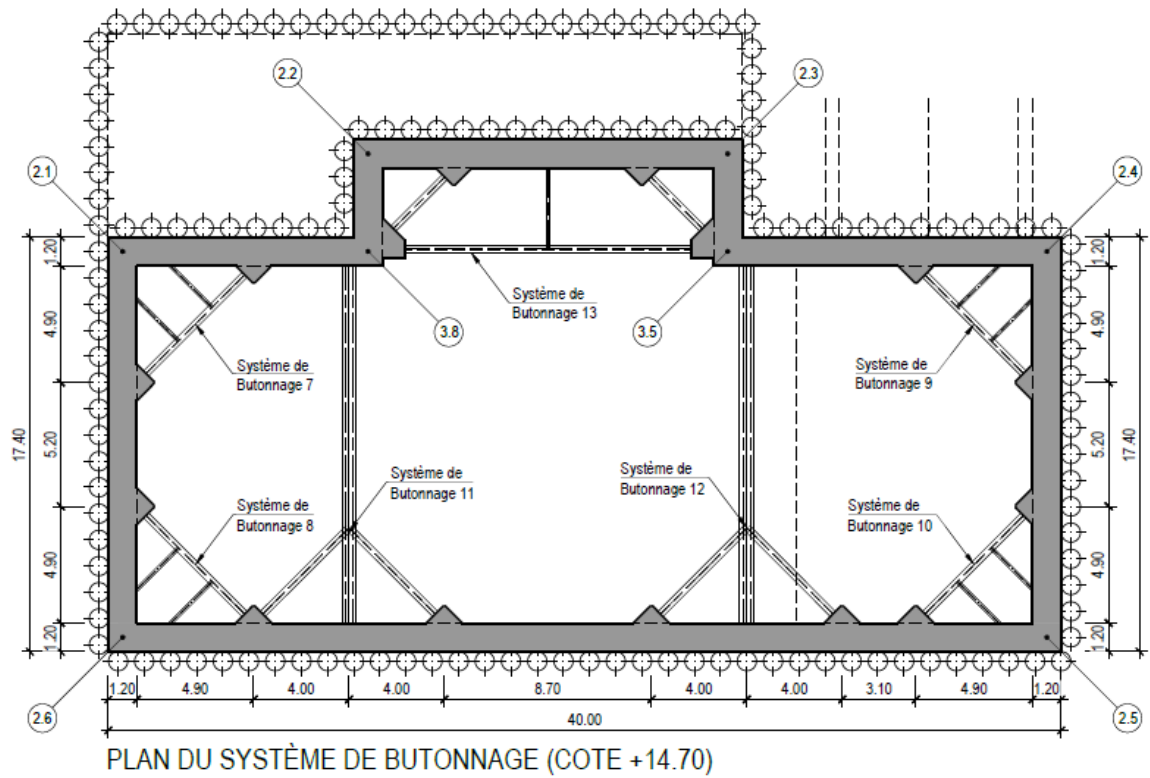 2.2
2.3
2.1
2.4
1.20
4.90
5.20
4.90
1.20
17.40
1.20
4.90
5.20
4.90
1.20
17.40
Système de
Butonnage 13
3.8
3.5
Système de
Butonnage 7
Système de
Butonnage 9
Système de
Butonnage 11
Système de
Butonnage 12
Système de
Butonnage 8
Système de
Butonnage 10
2.6
2.5
1.20 4.90 4.00 4.00 8.70 4.00 4.00 3.10 4.90 1.20
40.00
PLAN DU SYSTÈME DE BUTONNAGE (COTE +14.70)